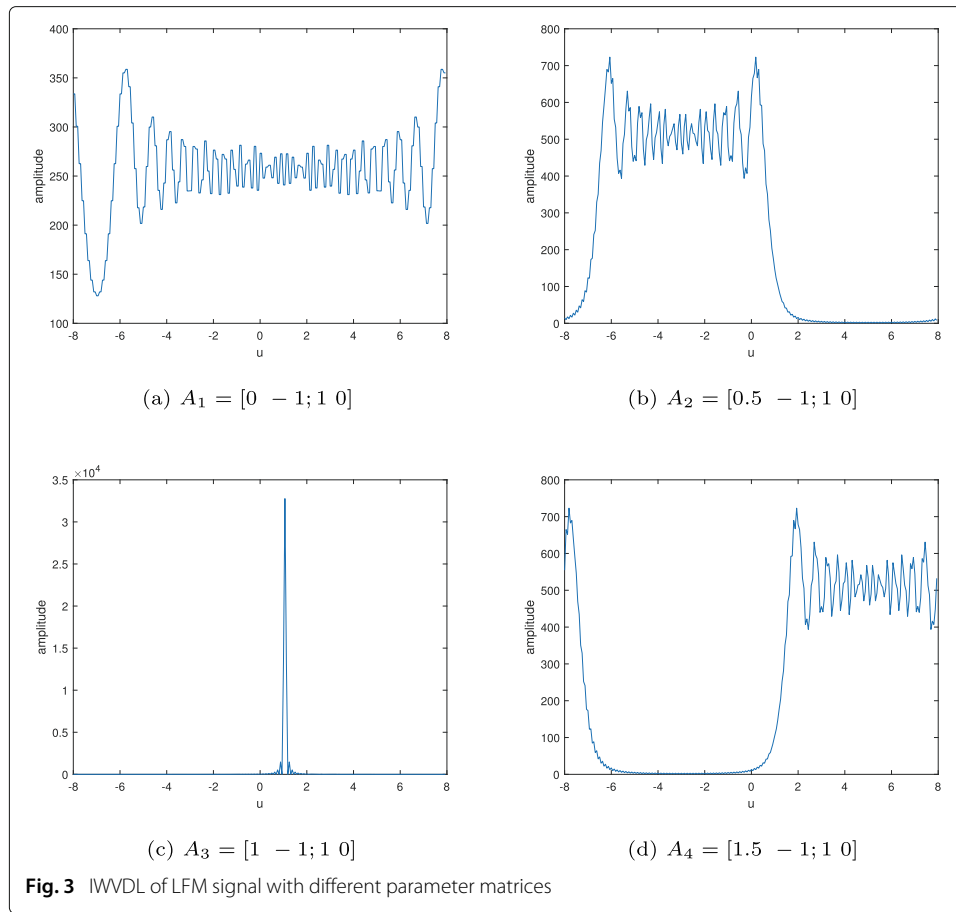 400
350
300
250
200
150
100
amplitude
-8 -6 -4 -2 0 2 4 6 8
u
(a) A₁ = [0 −1; 1 0]
800
700
600
500
400
300
200
100
0
amplitude
-8 -6 -4 -2 0 2 4 6 8
u
(b) A₂ = [0.5 −1; 1 0]
×10⁴
3.5
3
2.5
2
1.5
1
0.5
0
amplitude
-8 -6 -4 -2 0 2 4 6 8
u
(c) A₃ = [1 −1; 1 0]
800
700
600
500
400
300
200
100
0
amplitude
-8 -6 -4 -2 0 2 4 6 8
u
(d) A₄ = [1.5 −1; 1 0]
Fig. 3 IWVDL of LFM signal with different parameter matrices